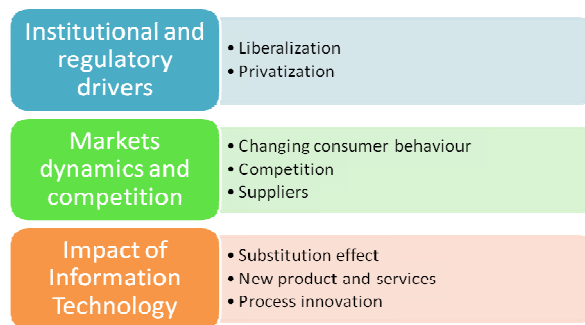 Institutional and
regulatory
drivers
• Liberalization
• Privatization
Markets
dynamics and
competition
• Changing consumer behaviour
• Competition
• Suppliers
Impact of
Information
Technology
• Substitution effect
• New product and services
• Process innovation